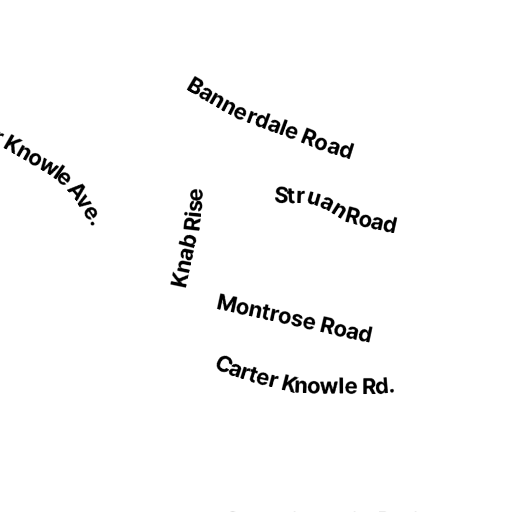 Bannerdale Road
Knowle Ave.
Struan Road
Knab Rise
Montrose Road
Carter Knowle Rd.